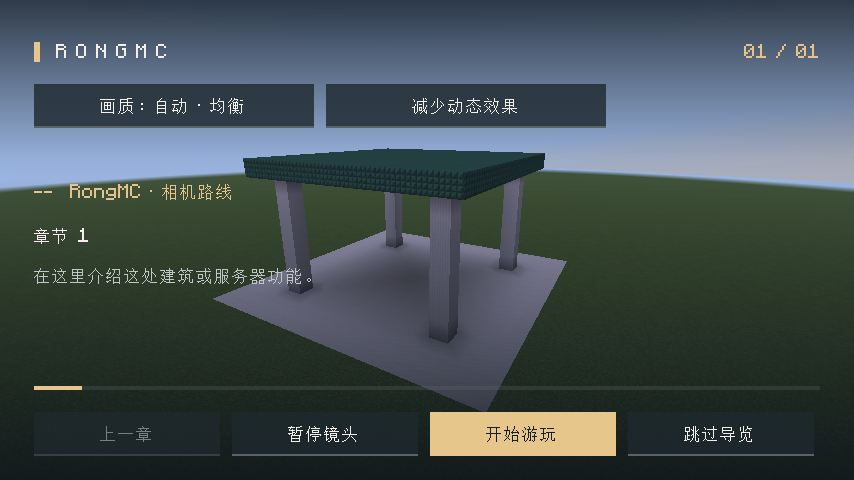 RONGMC
01 / 01
画质：自动 · 均衡
减少动态效果
-- RongMC · 相机路线
章节 1
在这里介绍这处建筑或服务器功能。
上一章
暂停镜头
开始游玩
跳过导览